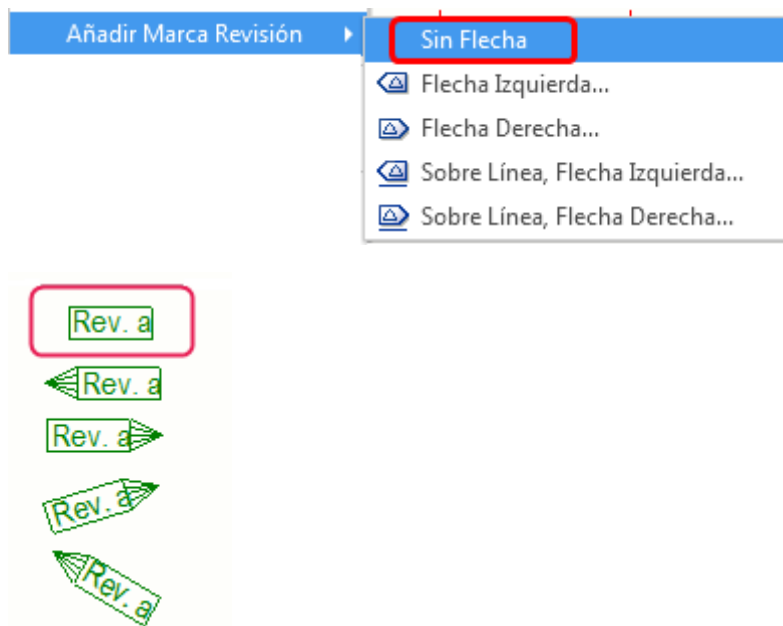 Añadir Marca Revisión
Sin Flecha
Flecha Izquierda...
Flecha Derecha...
Sobre Línea, Flecha Izquierda...
Sobre Línea, Flecha Derecha...
Rev. a
Rev. a
Rev. a
Rev. a
Rev. a